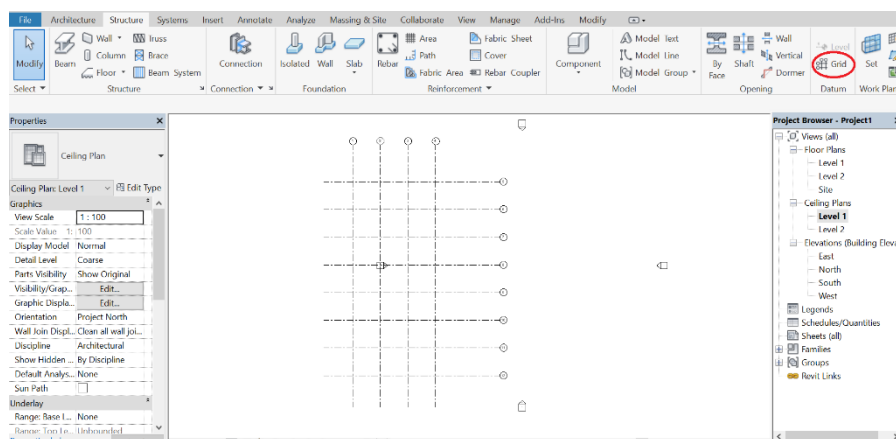 File Architecture Structure Systems Insert Annotate Analyze Massing & Site Collaborate View Manage Add-Ins Modify
Wall Truss Area Fabric Sheet Model Text Wall Level
Modify Beam Column Brace Connection Isolated Wall Slab Rebar Path Cover Component Model Line By Face Shaft Vertical Grid Set
Floor Beam System Fabric Area Rebar Coupler Model Group Dormer
Select Structure Connection Foundation Reinforcement Model Opening Datum Work Plan
Properties
Ceiling Plan
Ceiling Plan: Level 1 Edit Type
Graphics
View Scale 1 : 100
Scale Value 1: 100
Display Model Normal
Detail Level Coarse
Parts Visibility Show Original
Visibility/Grap... Edit...
Graphic Displa... Edit...
Orientation Project North
Wall Join Displ... Clean all wall joi...
Discipline Architectural
Show Hidden ... By Discipline
Default Analys... None
Sun Path
Underlay
Range: Base L... None
Range: Top Le... Unbounded
Project Browser - Project1
Views (all)
Floor Plans
Level 1
Level 2
Site
Ceiling Plans
Level 1
Level 2
Elevations (Building Eleva
East
North
South
West
Legends
Schedules/Quantities
Sheets (all)
Families
Groups
Revit Links